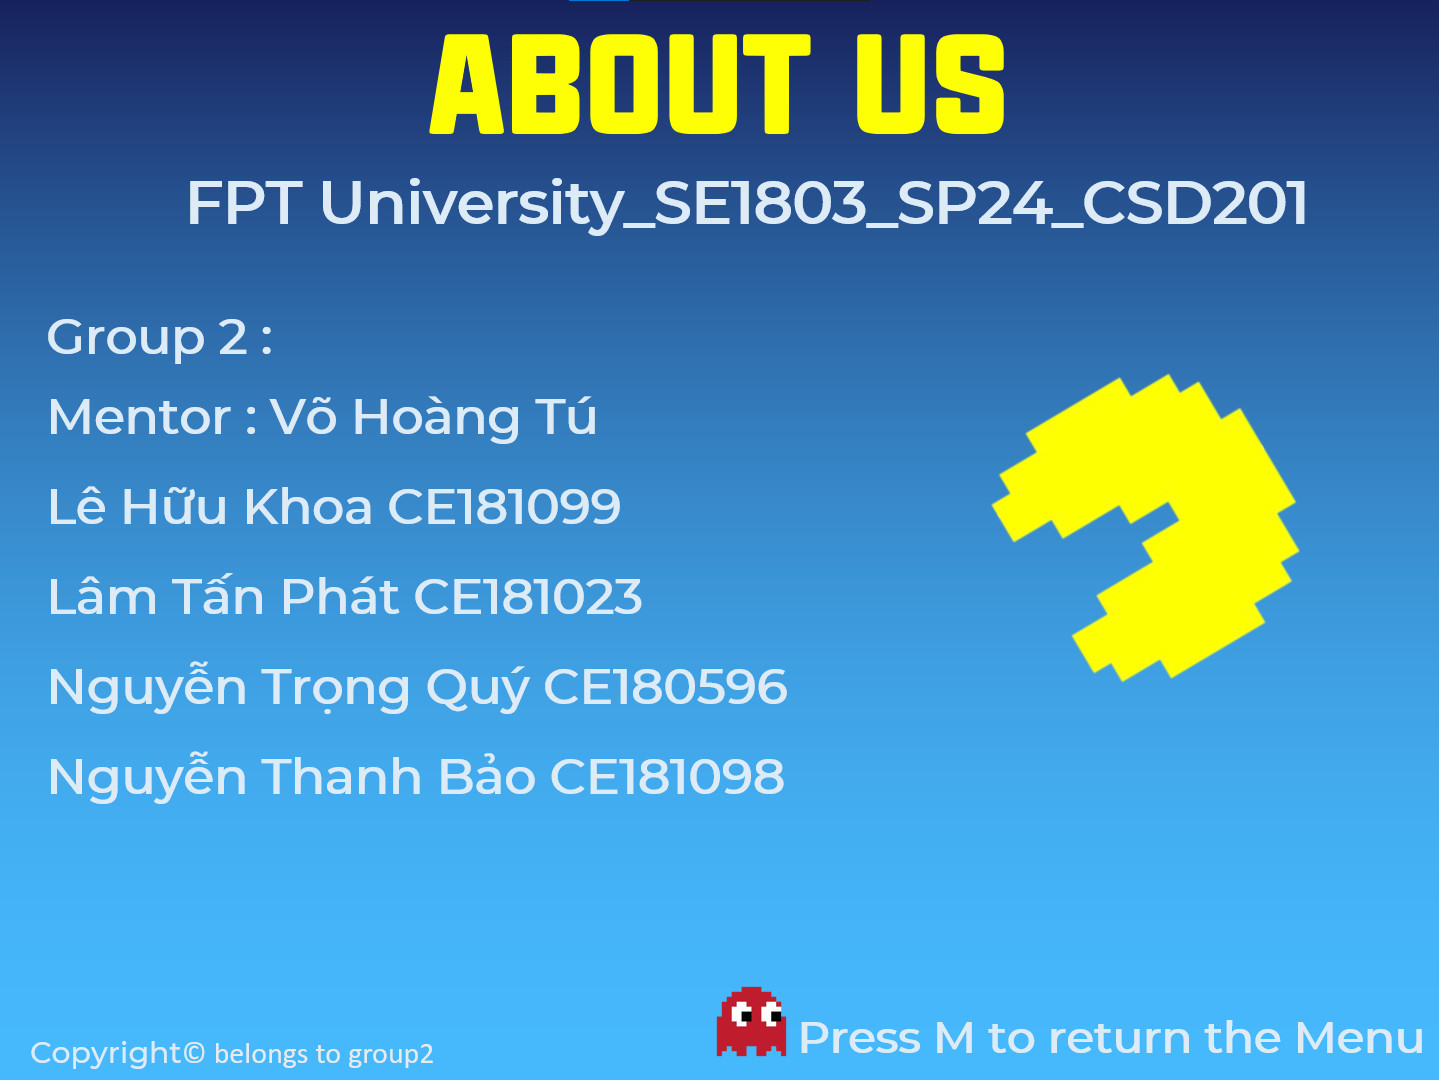 ABOUT US
FPT University_SE1803_SP24_CSD201
Group 2 :
Mentor : Võ Hoàng Tú
Lê Hữu Khoa CE181099
Lâm Tấn Phát CE181023
Nguyễn Trọng Quý CE180596
Nguyễn Thanh Bảo CE181098
Press M to return the Menu
Copyright© belongs to group2